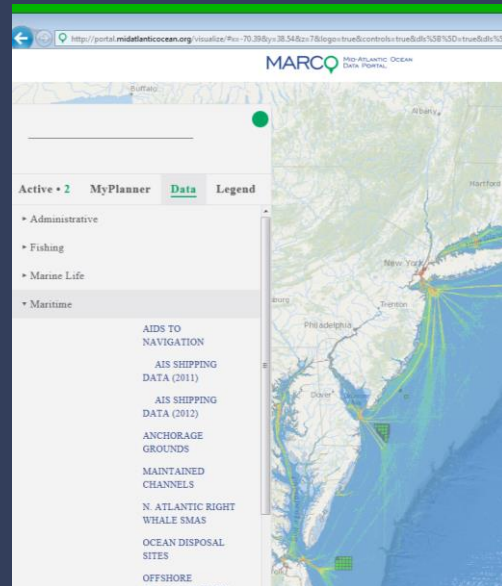 http://portal.midatlanticocean.org/visualize/#x=-70.39&y=38.54&z=7&logo=true&controls=true&dls%5B%5D=true&dls%5
MARCO MID-ATLANTIC OCEAN
DATA PORTAL
Buffalo
Albany
Active • 2 MyPlanner Data Legend
Hartford
▸ Administrative
▸ Fishing
▸ Marine Life
New York
▾ Maritime
Trenton
Philadelphia
AIDS TO
NAVIGATION
AIS SHIPPING
DATA (2011)
Dover
AIS SHIPPING
DATA (2012)
ANCHORAGE
GROUNDS
MAINTAINED
CHANNELS
N. ATLANTIC RIGHT
WHALE SMAS
OCEAN DISPOSAL
SITES
OFFSHORE